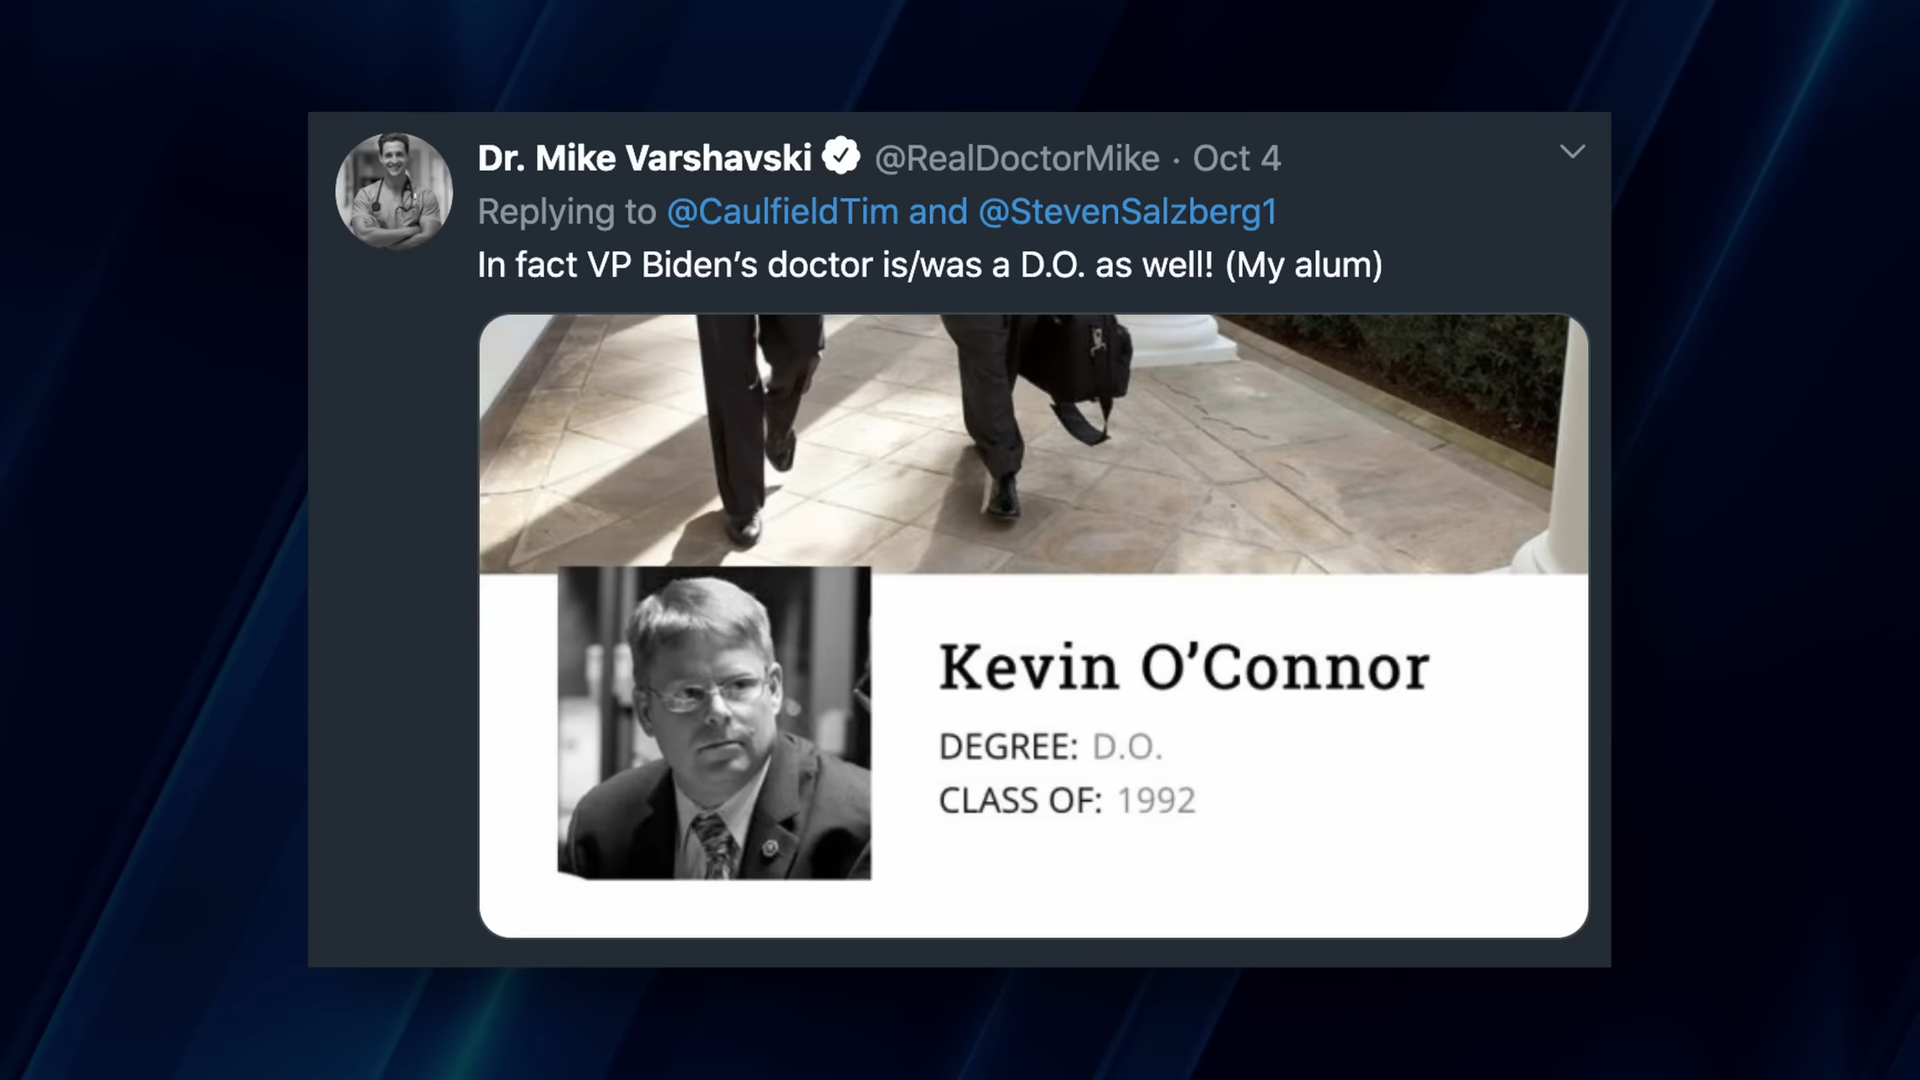 Dr. Mike Varshavski @RealDoctorMike · Oct 4
Replying to @CaulfieldTim and @StevenSalzberg1
In fact VP Biden’s doctor is/was a D.O. as well! (My alum)
Kevin O’Connor
DEGREE: D.O.
CLASS OF: 1992